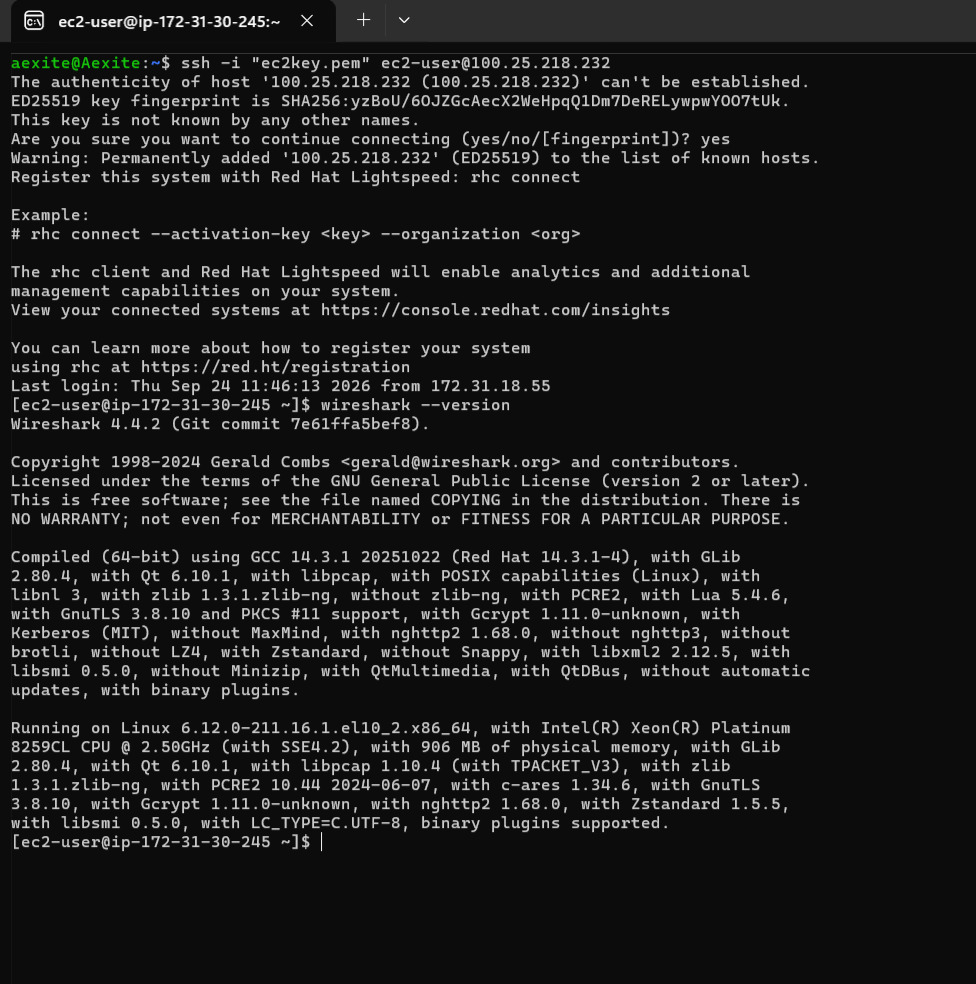 ec2-user@ip-172-31-30-245:~
aexite@Aexite:~$ ssh -i "ec2key.pem" ec2-user@100.25.218.232
The authenticity of host '100.25.218.232 (100.25.218.232)' can't be established.
ED25519 key fingerprint is SHA256:yzBoU/6OJZGcAecX2WeHpqQ1Dm7DeRELywpwYOO7tUk.
This key is not known by any other names.
Are you sure you want to continue connecting (yes/no/[fingerprint])? yes
Warning: Permanently added '100.25.218.232' (ED25519) to the list of known hosts.
Register this system with Red Hat Lightspeed: rhc connect
Example:
# rhc connect --activation-key <key> --organization <org>
The rhc client and Red Hat Lightspeed will enable analytics and additional
management capabilities on your system.
View your connected systems at https://console.redhat.com/insights
You can learn more about how to register your system
using rhc at https://red.ht/registration
Last login: Thu Sep 24 11:46:13 2026 from 172.31.18.55
[ec2-user@ip-172-31-30-245 ~]$ wireshark --version
Wireshark 4.4.2 (Git commit 7e61ffa5bef8).
Copyright 1998-2024 Gerald Combs <gerald@wireshark.org> and contributors.
Licensed under the terms of the GNU General Public License (version 2 or later).
This is free software; see the file named COPYING in the distribution. There is
NO WARRANTY; not even for MERCHANTABILITY or FITNESS FOR A PARTICULAR PURPOSE.
Compiled (64-bit) using GCC 14.3.1 20251022 (Red Hat 14.3.1-4), with GLib
2.80.4, with Qt 6.10.1, with libpcap, with POSIX capabilities (Linux), with
libnl 3, with zlib 1.3.1.zlib-ng, without zlib-ng, with PCRE2, with Lua 5.4.6,
with GnuTLS 3.8.10 and PKCS #11 support, with Gcrypt 1.11.0-unknown, with
Kerberos (MIT), without MaxMind, with nghttp2 1.68.0, without nghttp3, without
brotli, without LZ4, with Zstandard, without Snappy, with libxml2 2.12.5, with
libsmi 0.5.0, without Minizip, with QtMultimedia, with QtDBus, without automatic
updates, with binary plugins.
Running on Linux 6.12.0-211.16.1.el10_2.x86_64, with Intel(R) Xeon(R) Platinum
8259CL CPU @ 2.50GHz (with SSE4.2), with 906 MB of physical memory, with GLib
2.80.4, with Qt 6.10.1, with libpcap 1.10.4 (with TPACKET_V3), with zlib
1.3.1.zlib-ng, with PCRE2 10.44 2024-06-07, with c-ares 1.34.6, with GnuTLS
3.8.10, with Gcrypt 1.11.0-unknown, with nghttp2 1.68.0, with Zstandard 1.5.5,
with libsmi 0.5.0, with LC_TYPE=C.UTF-8, binary plugins supported.
[ec2-user@ip-172-31-30-245 ~]$